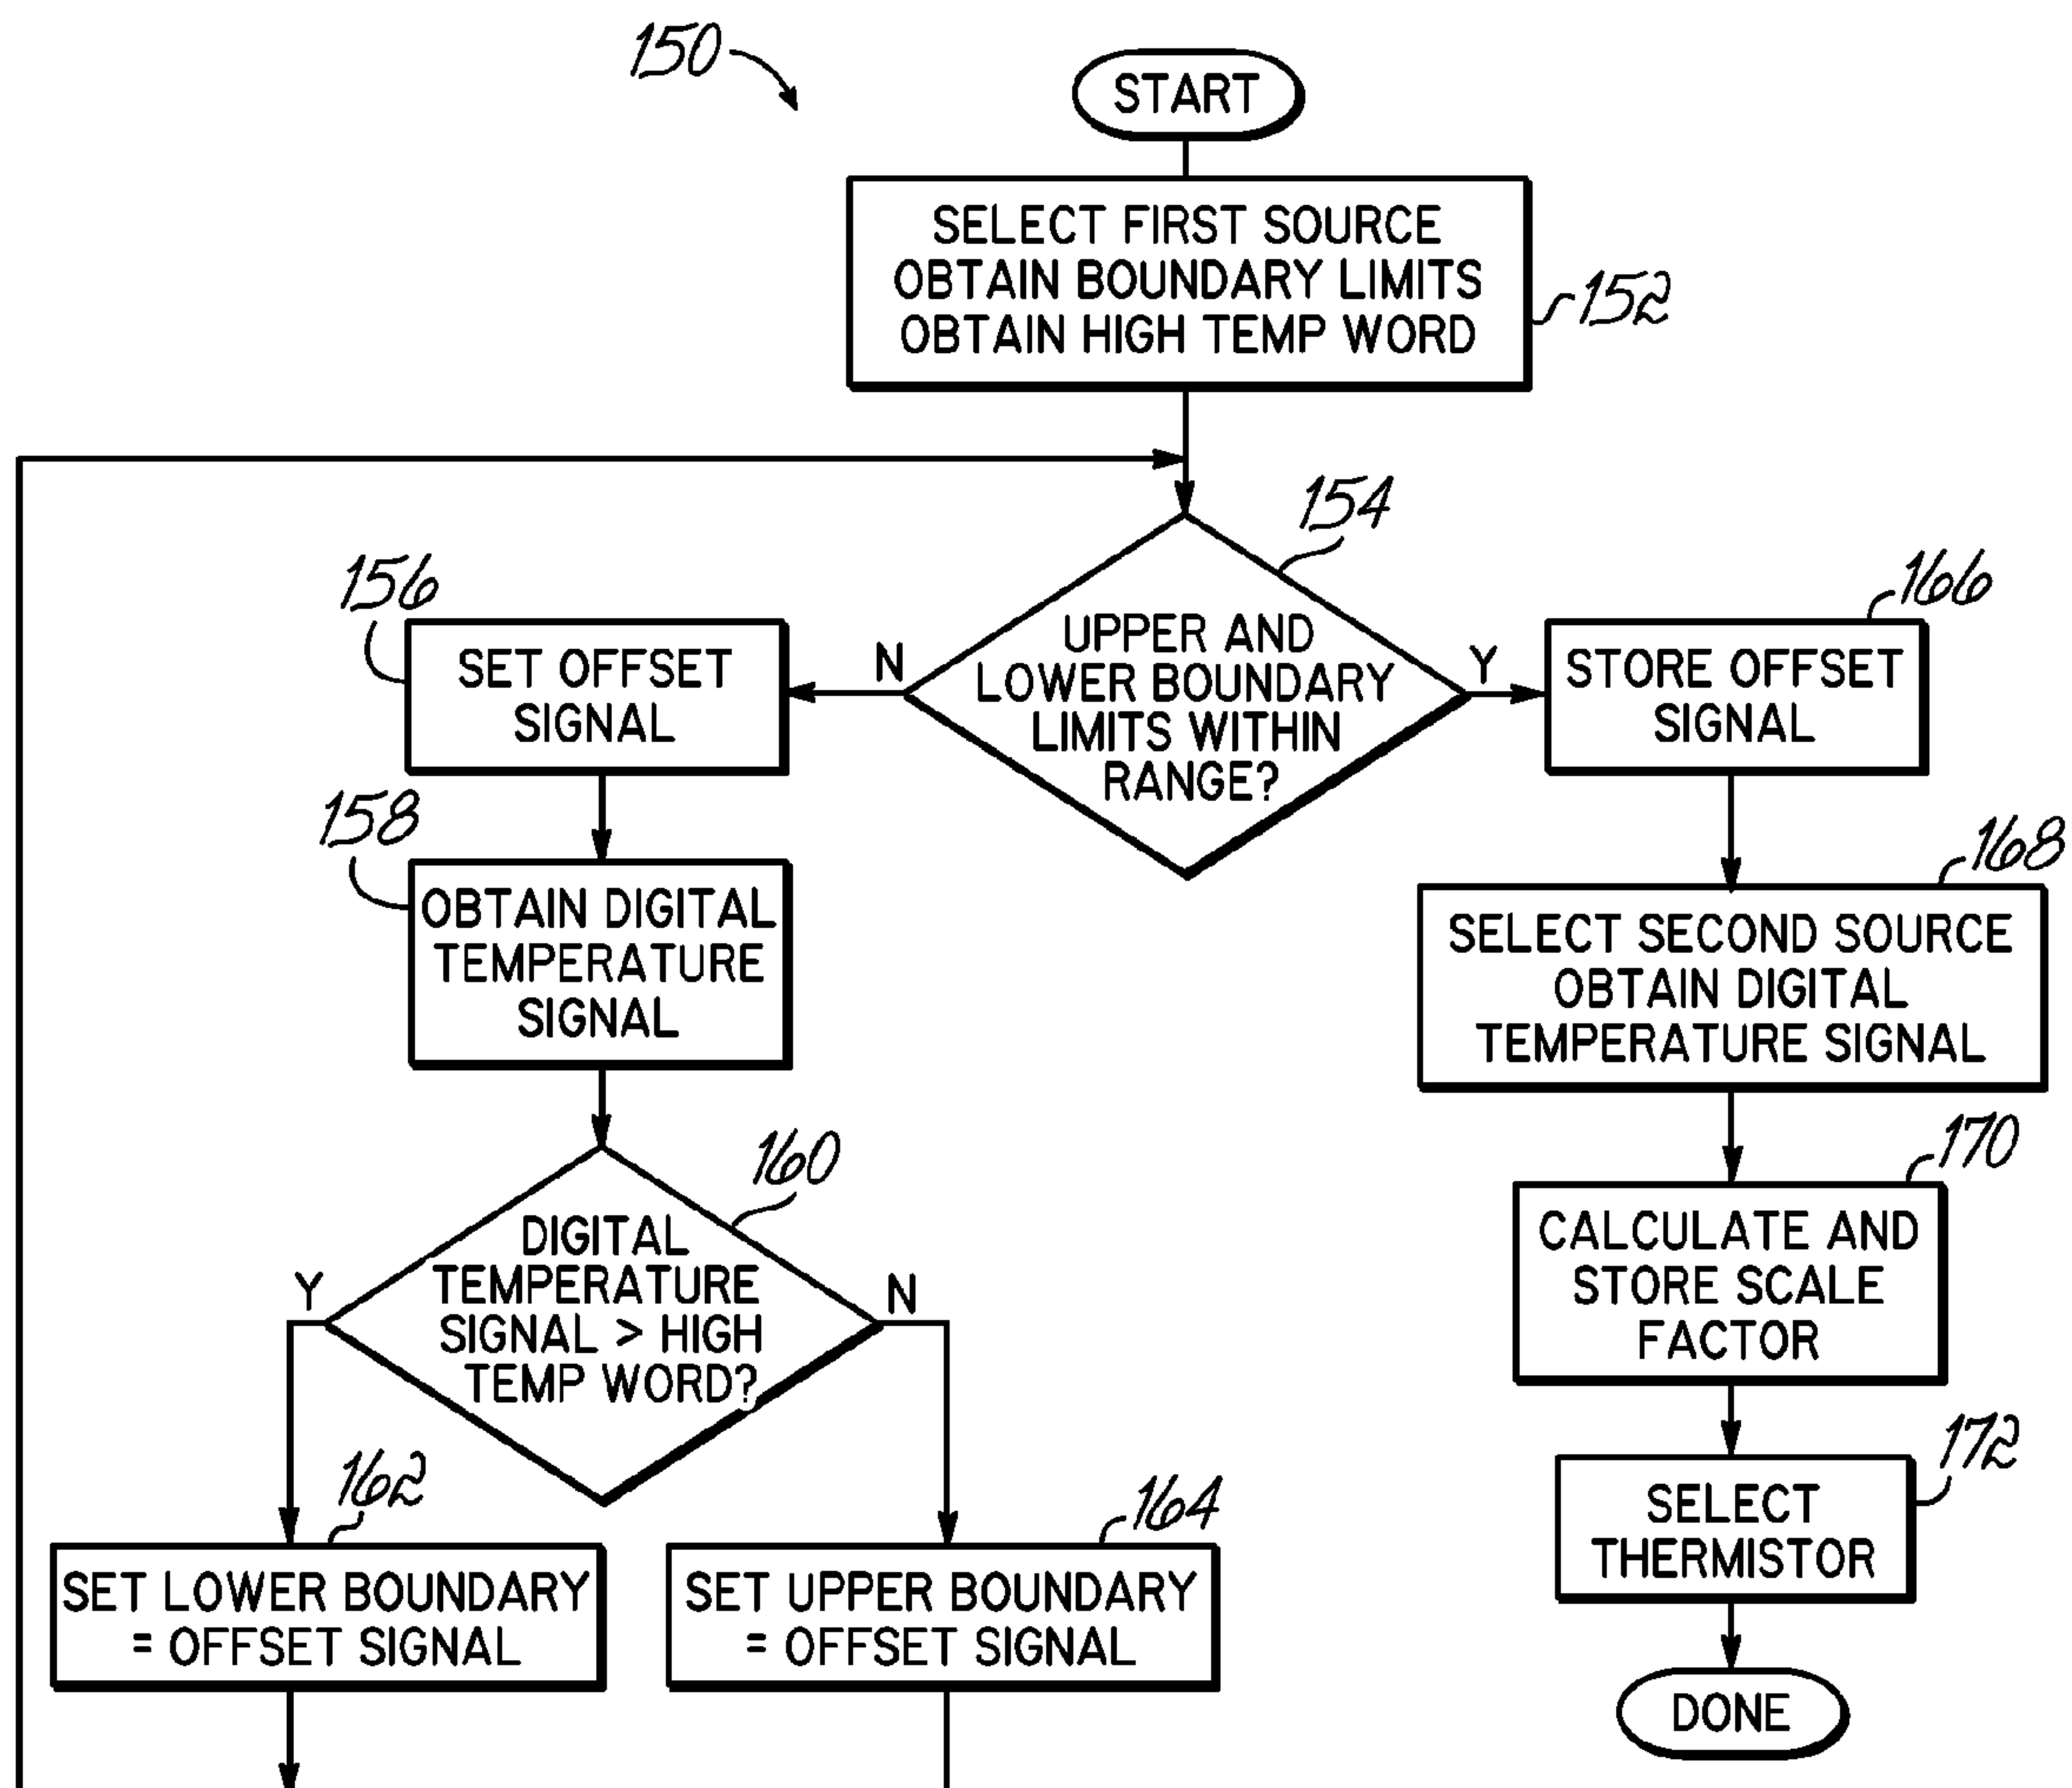 150
START
SELECT FIRST SOURCE
OBTAIN BOUNDARY LIMITS
OBTAIN HIGH TEMP WORD
152
154
UPPER AND
LOWER BOUNDARY
LIMITS WITHIN
RANGE?
N
Y
156
SET OFFSET
SIGNAL
166
STORE OFFSET
SIGNAL
158
OBTAIN DIGITAL
TEMPERATURE
SIGNAL
168
SELECT SECOND SOURCE
OBTAIN DIGITAL
TEMPERATURE SIGNAL
160
DIGITAL
TEMPERATURE
SIGNAL > HIGH
TEMP WORD?
Y
N
170
CALCULATE AND
STORE SCALE
FACTOR
162
SET LOWER BOUNDARY
= OFFSET SIGNAL
164
SET UPPER BOUNDARY
= OFFSET SIGNAL
172
SELECT
THERMISTOR
DONE